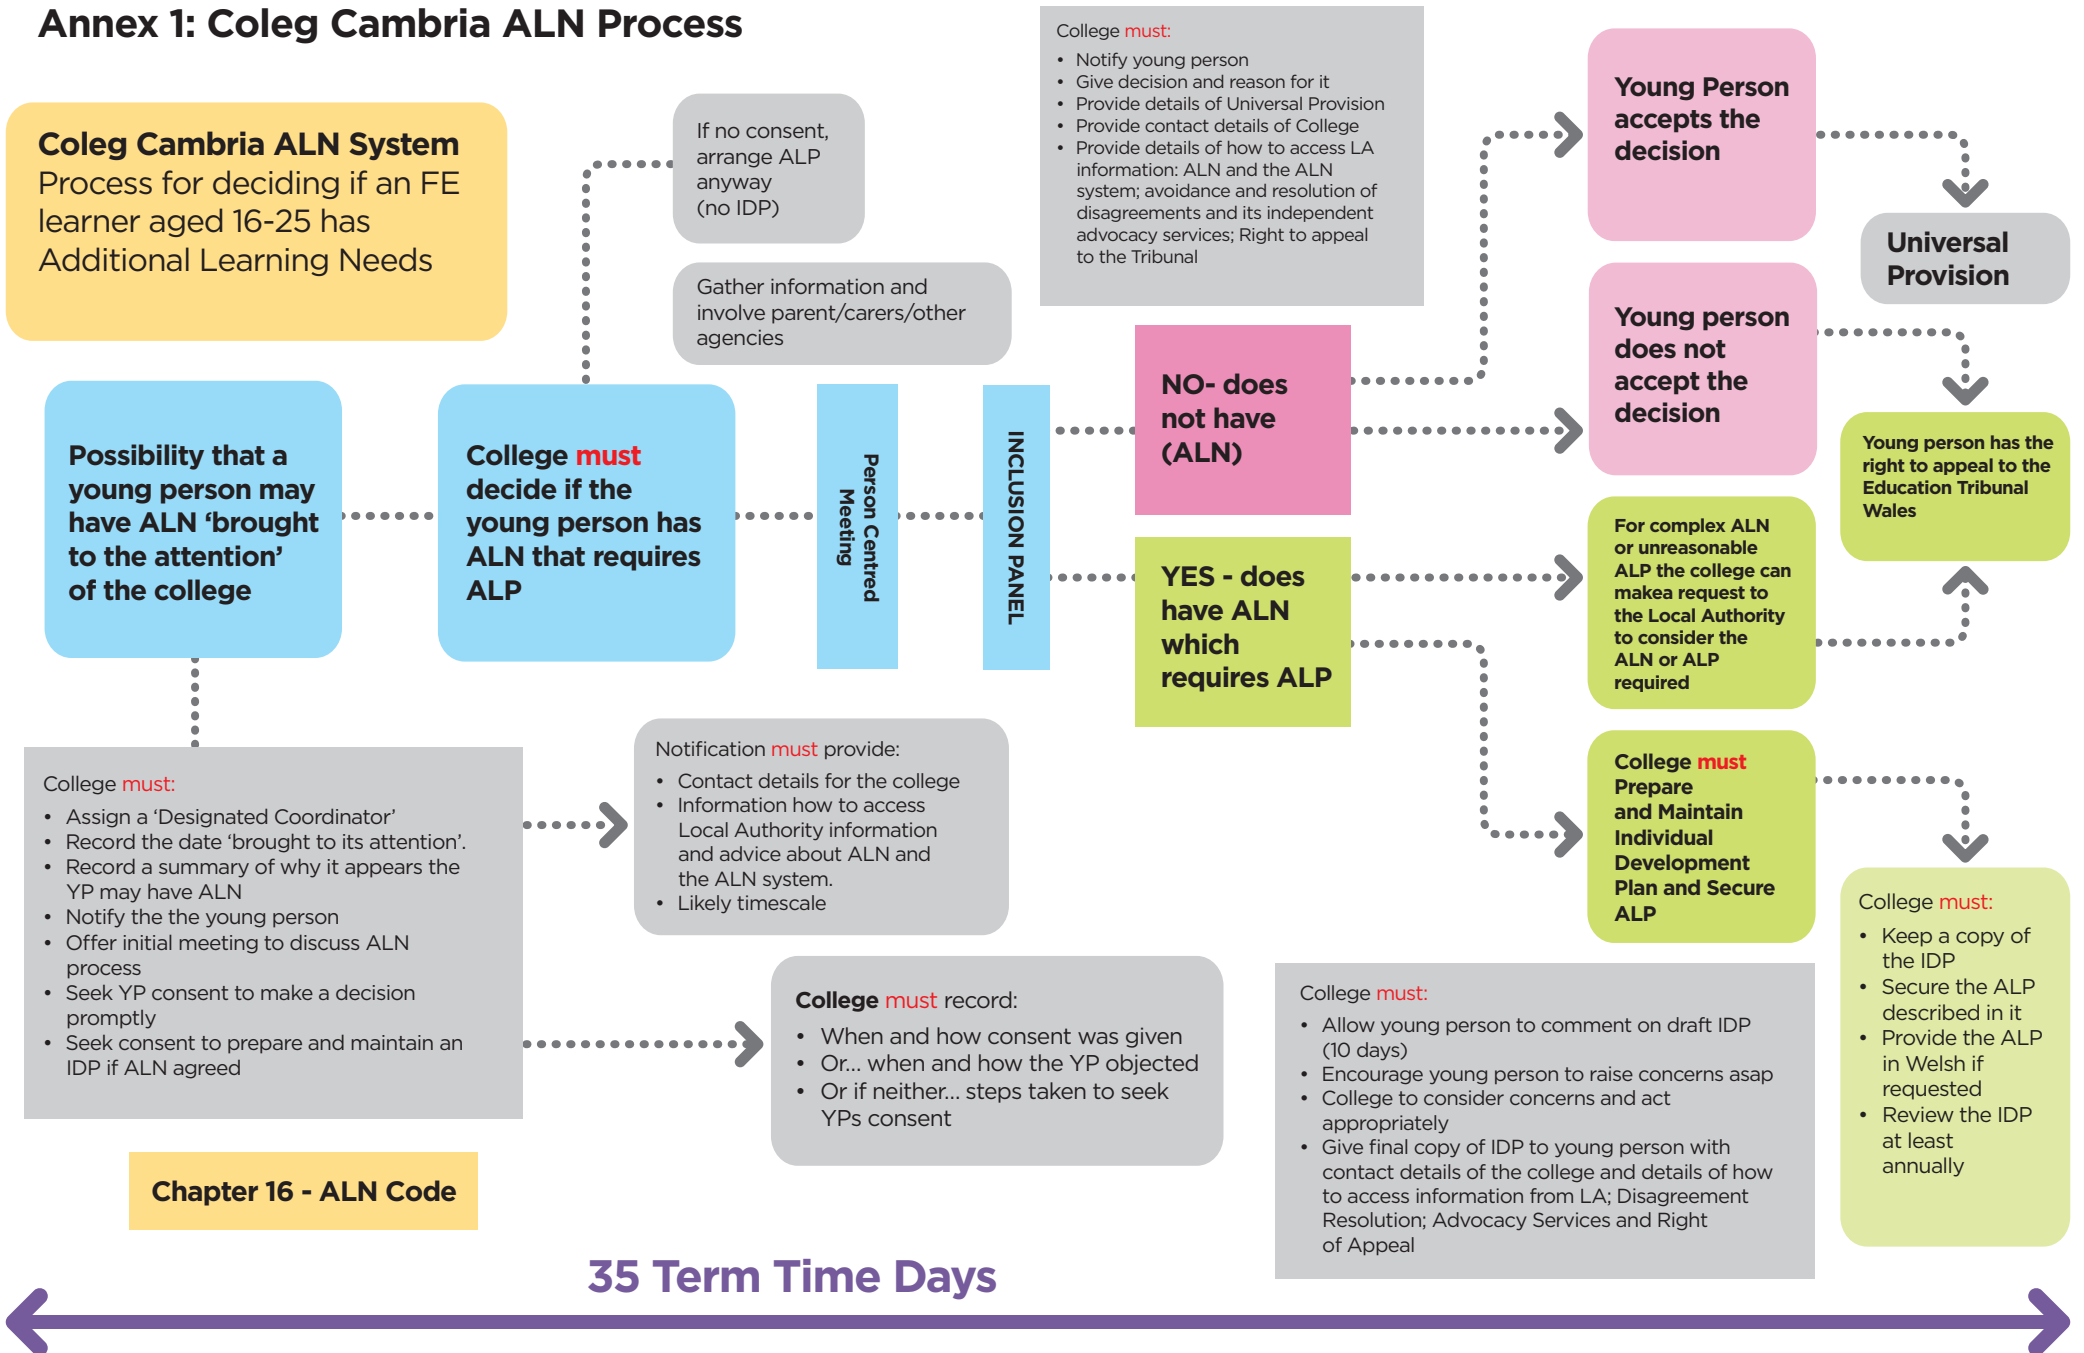 Annex 1: Coleg Cambria ALN Process
Coleg Cambria ALN System
Process for deciding if an FE
learner aged 16-25 has
Additional Learning Needs
If no consent,
arrange ALP
anyway
(no IDP)
Gather information and
involve parent/carers/other
agencies
College must:
• Notify young person
• Give decision and reason for it
• Provide details of Universal Provision
• Provide contact details of College
• Provide details of how to access LA
information: ALN and the ALN
system; avoidance and resolution of
disagreements and its independent
advocacy services; Right to appeal
to the Tribunal
Young Person
accepts the
decision
Universal
Provision
Young person
does not
accept the
decision
Young person has the
right to appeal to the
Education Tribunal
Wales
Possibility that a
young person may
have ALN ‘brought
to the attention’
of the college
College must
decide if the
young person has
ALN that requires
ALP
Person Centred
Meeting
INCLUSION PANEL
NO- does
not have
(ALN)
YES - does
have ALN
which
requires ALP
For complex ALN
or unreasonable
ALP the college can
makea request to
the Local Authority
to consider the
ALN or ALP
required
College must
Prepare
and Maintain
Individual
Development
Plan and Secure
ALP
College must:
• Assign a ‘Designated Coordinator’
• Record the date ‘brought to its attention’.
• Record a summary of why it appears the
YP may have ALN
• Notify the the young person
• Offer initial meeting to discuss ALN
process
• Seek YP consent to make a decision
promptly
• Seek consent to prepare and maintain an
IDP if ALN agreed
Notification must provide:
• Contact details for the college
• Information how to access
Local Authority information
and advice about ALN and
the ALN system.
• Likely timescale
College must record:
• When and how consent was given
• Or... when and how the YP objected
• Or if neither... steps taken to seek
YPs consent
College must:
• Allow young person to comment on draft IDP
(10 days)
• Encourage young person to raise concerns asap
• College to consider concerns and act
appropriately
• Give final copy of IDP to young person with
contact details of the college and details of how
to access information from LA; Disagreement
Resolution; Advocacy Services and Right
of Appeal
College must:
• Keep a copy of
the IDP
• Secure the ALP
described in it
• Provide the ALP
in Welsh if
requested
• Review the IDP
at least
annually
Chapter 16 - ALN Code
35 Term Time Days